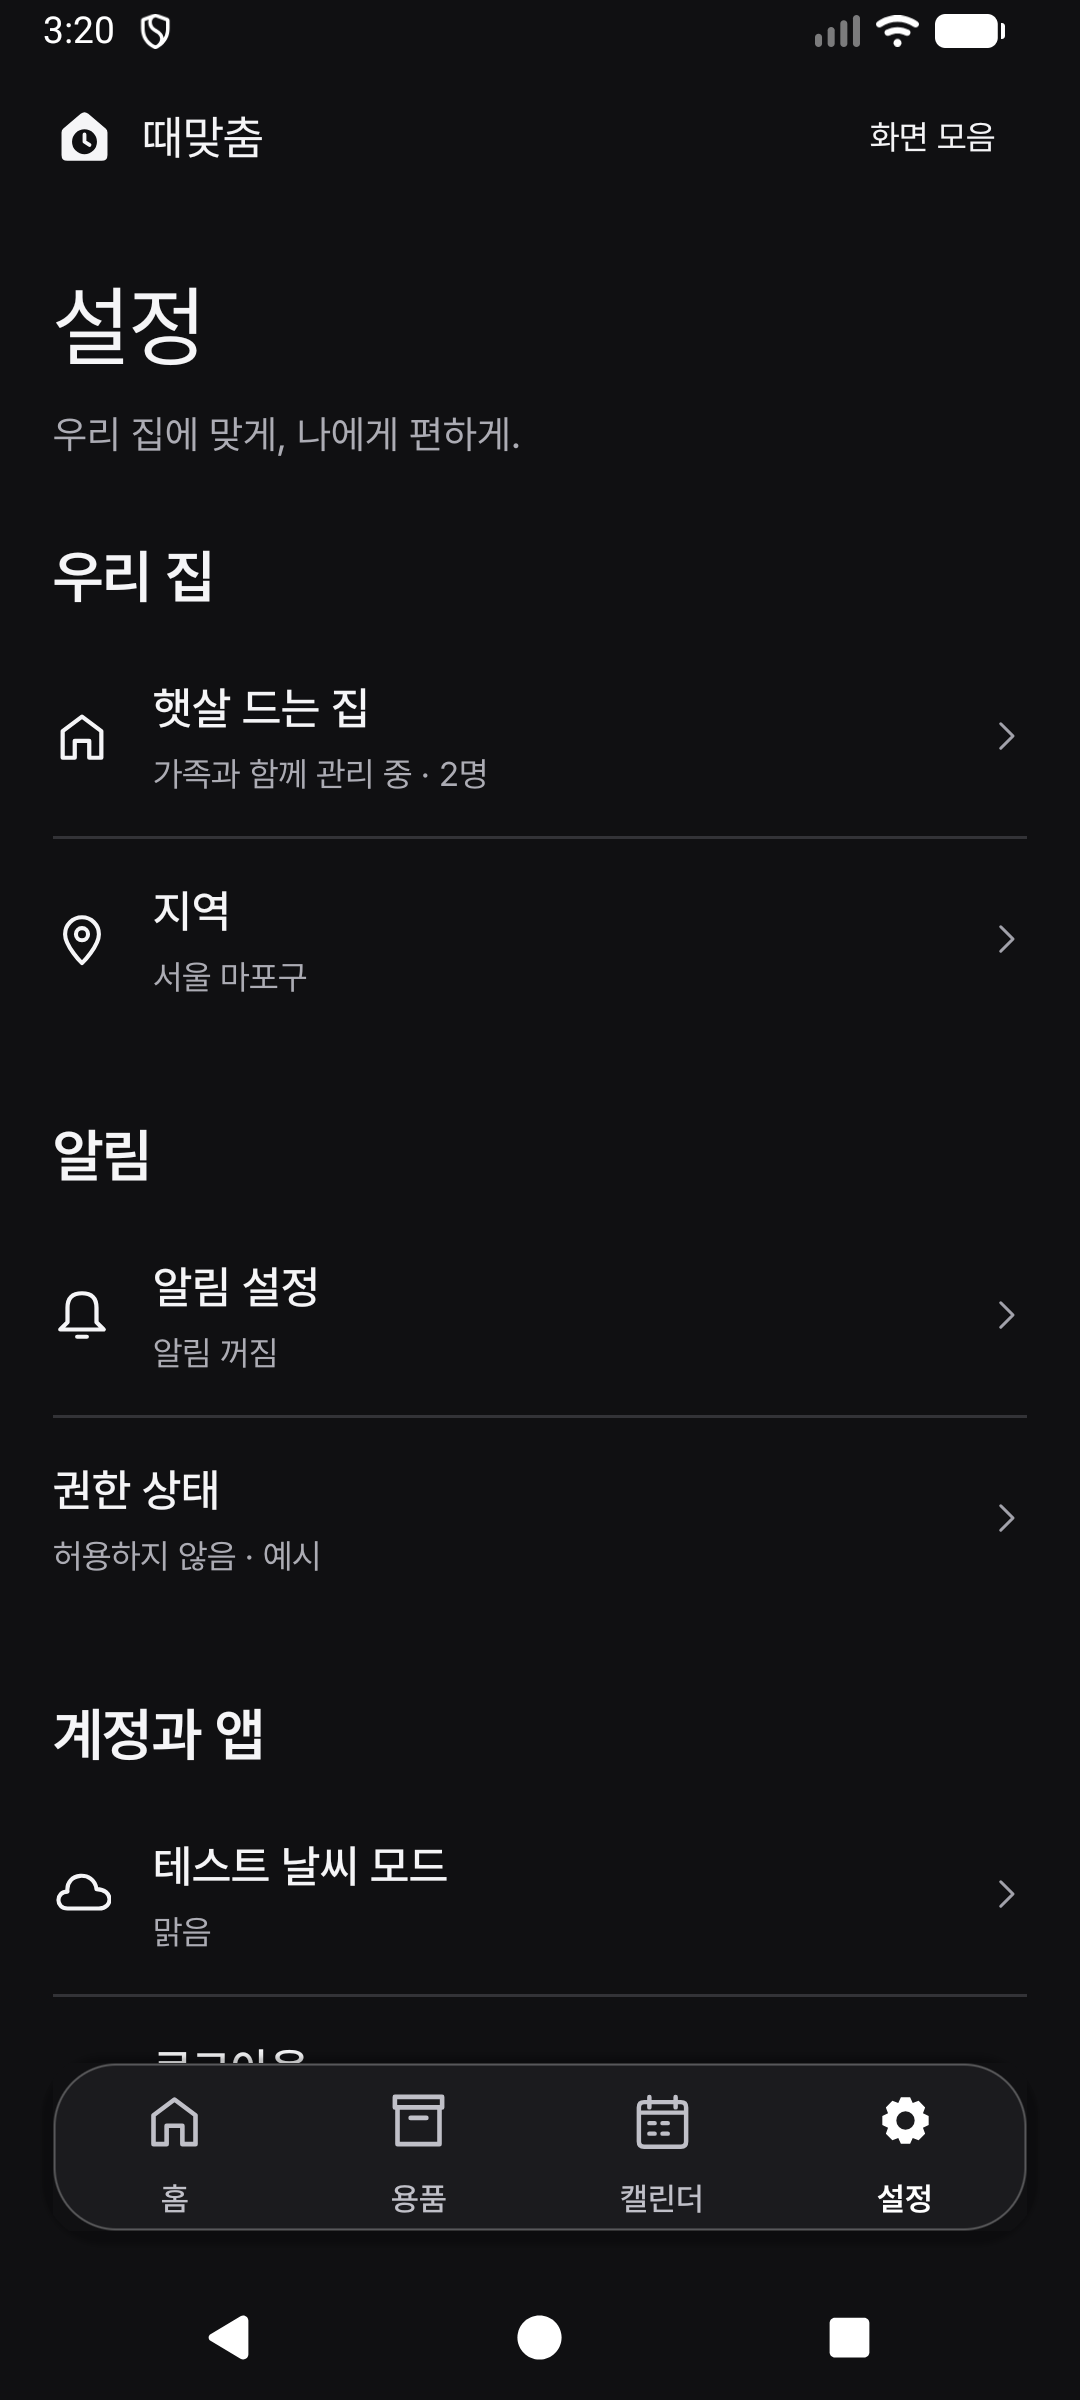 3:20
때맞춤
화면 모음
설정
우리 집에 맞게, 나에게 편하게.
우리 집
햇살 드는 집
가족과 함께 관리 중 · 2명
지역
서울 마포구
알림
알림 설정
알림 꺼짐
권한 상태
허용하지 않음 · 예시
계정과 앱
테스트 날씨 모드
맑음
홈
용품
캘린더
설정